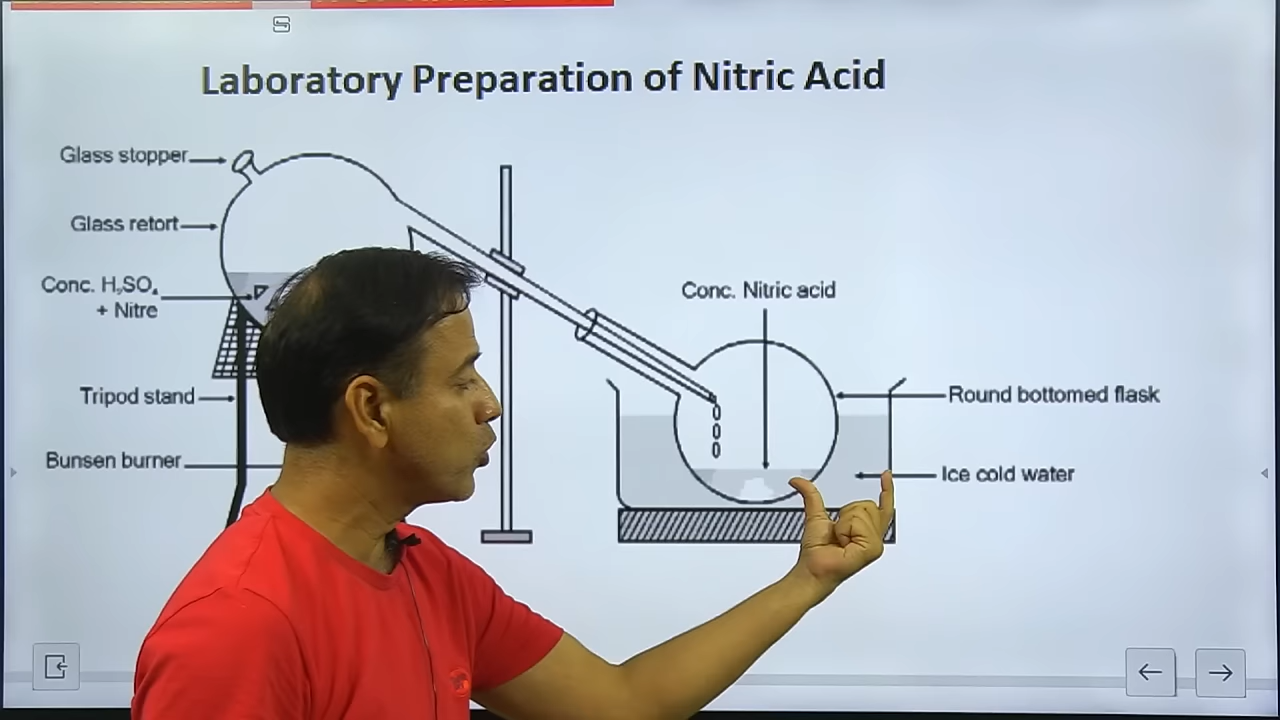 Laboratory Preparation of Nitric Acid
Glass stopper
Glass retort
Conc. H₂SO₄
+ Nitre
Tripod stand
Bunsen burner
Conc. Nitric acid
Round bottomed flask
Ice cold water